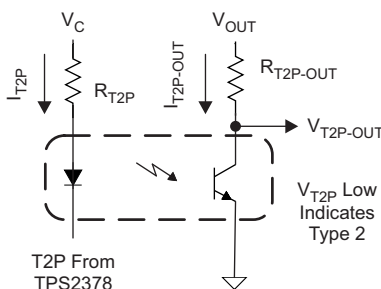 V_C
V_OUT
I_T2P
R_T2P
I_T2P-OUT
R_T2P-OUT
V_T2P-OUT
V_T2P Low
Indicates
Type 2
T2P From
TPS2378